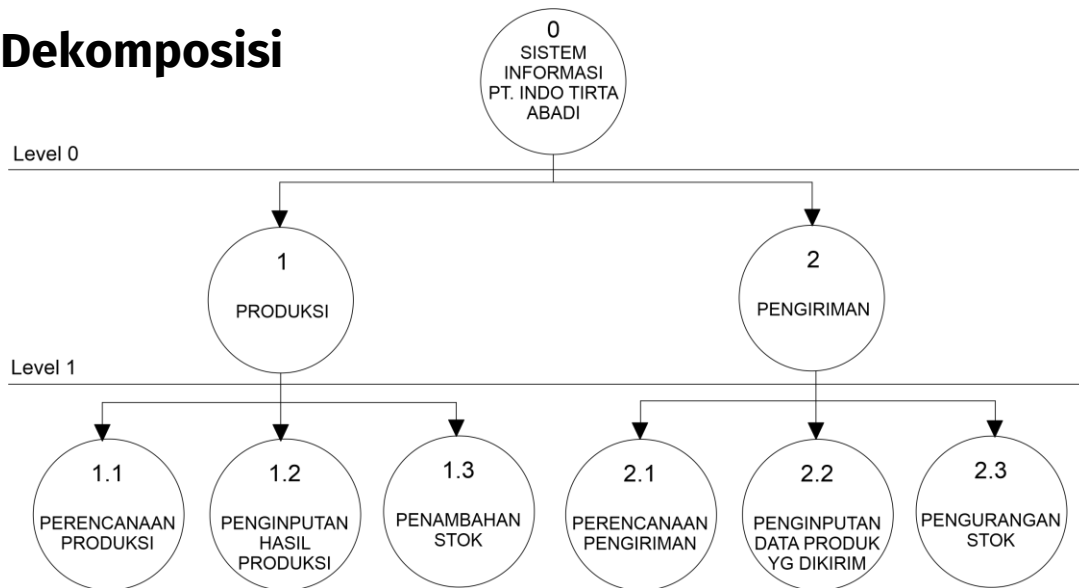 Dekomposisi
0
SISTEM
INFORMASI
PT. INDO TIRTA
ABADI
Level 0
1
PRODUKSI
2
PENGIRIMAN
Level 1
1.1
PERENCANAAN
PRODUKSI
1.2
PENGINPUTAN
HASIL
PRODUKSI
1.3
PENAMBAHAN
STOK
2.1
PERENCANAAN
PENGIRIMAN
2.2
PENGINPUTAN
DATA PRODUK
YG DIKIRIM
2.3
PENGURANGAN
STOK